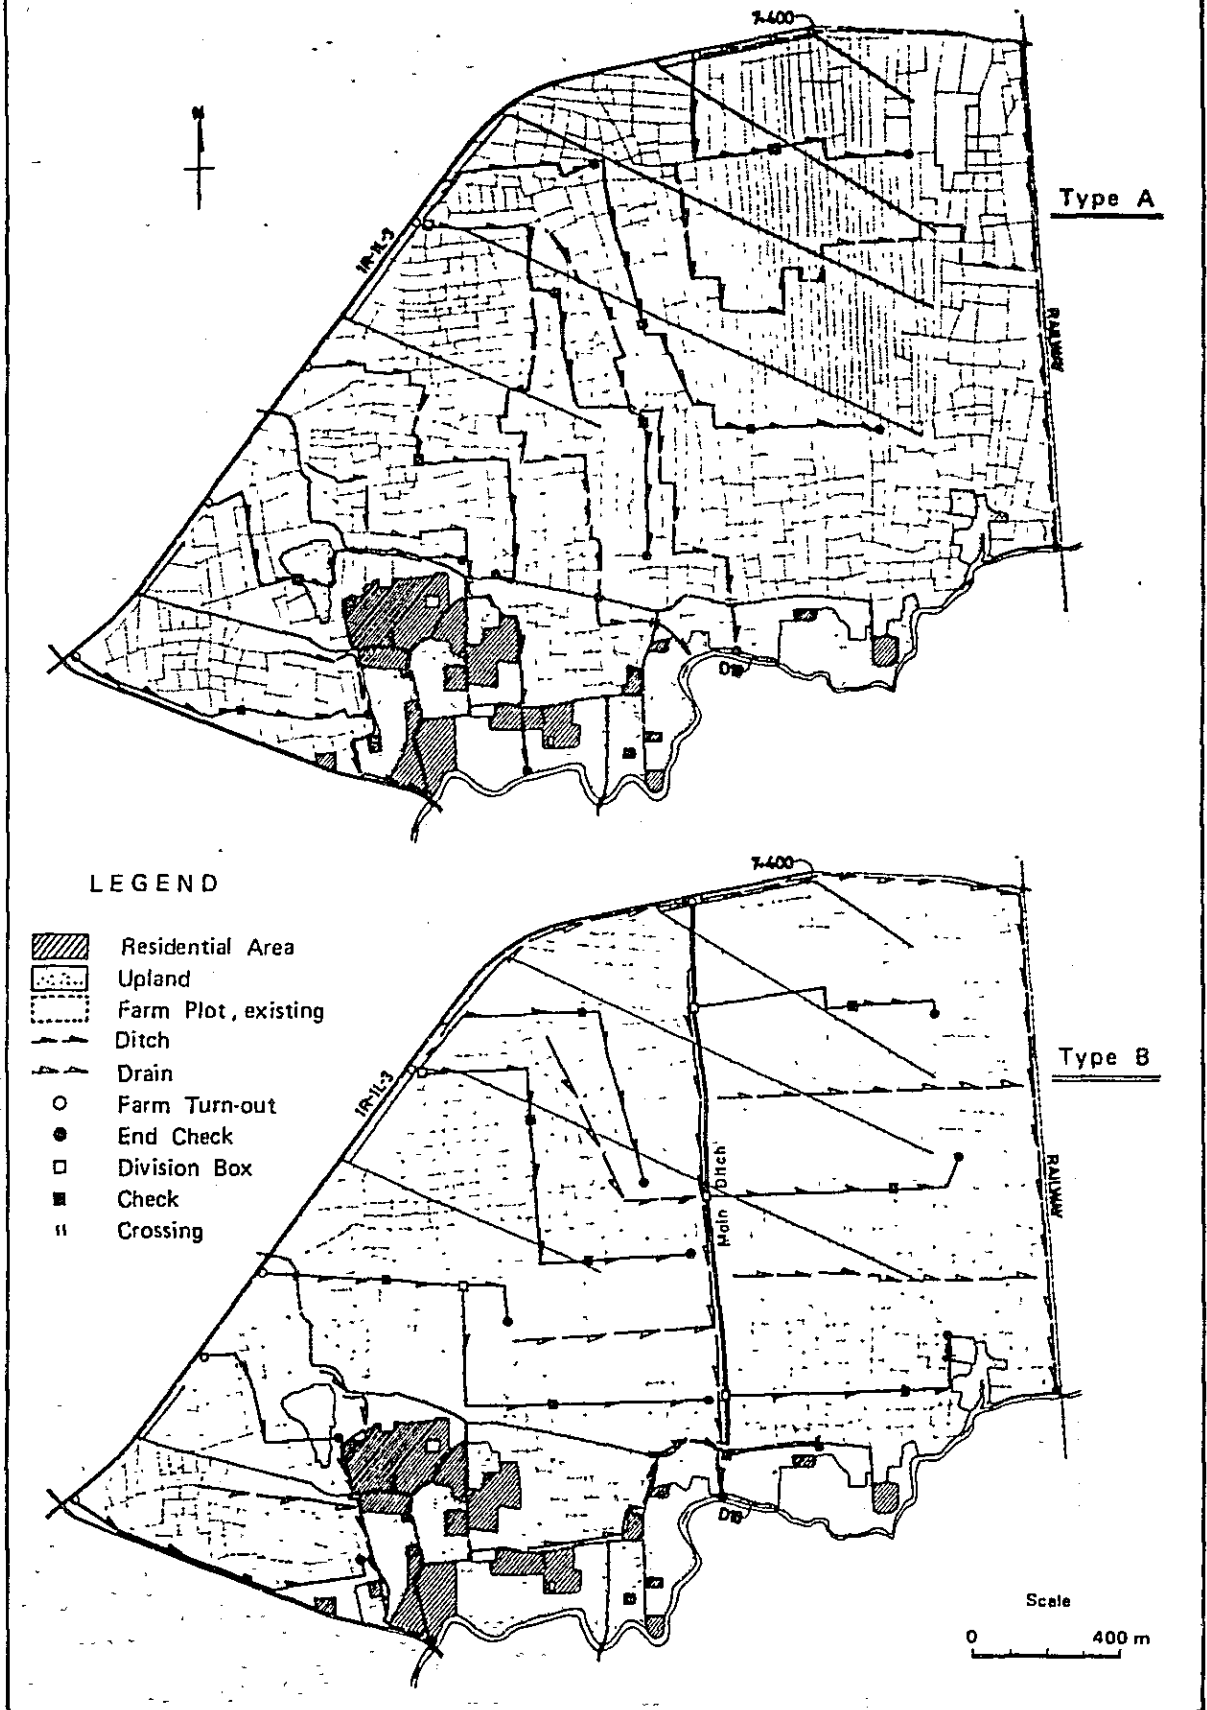 7+400
N
Type A
1R-1L-3
RAILWAY
D18
LEGEND
Residential Area
Upland
Farm Plot, existing
Ditch
Drain
Farm Turn-out
End Check
Division Box
Check
Crossing
7+400
Type B
1R-1L-3
Main Ditch
RAILWAY
D18
Scale
0 400 m